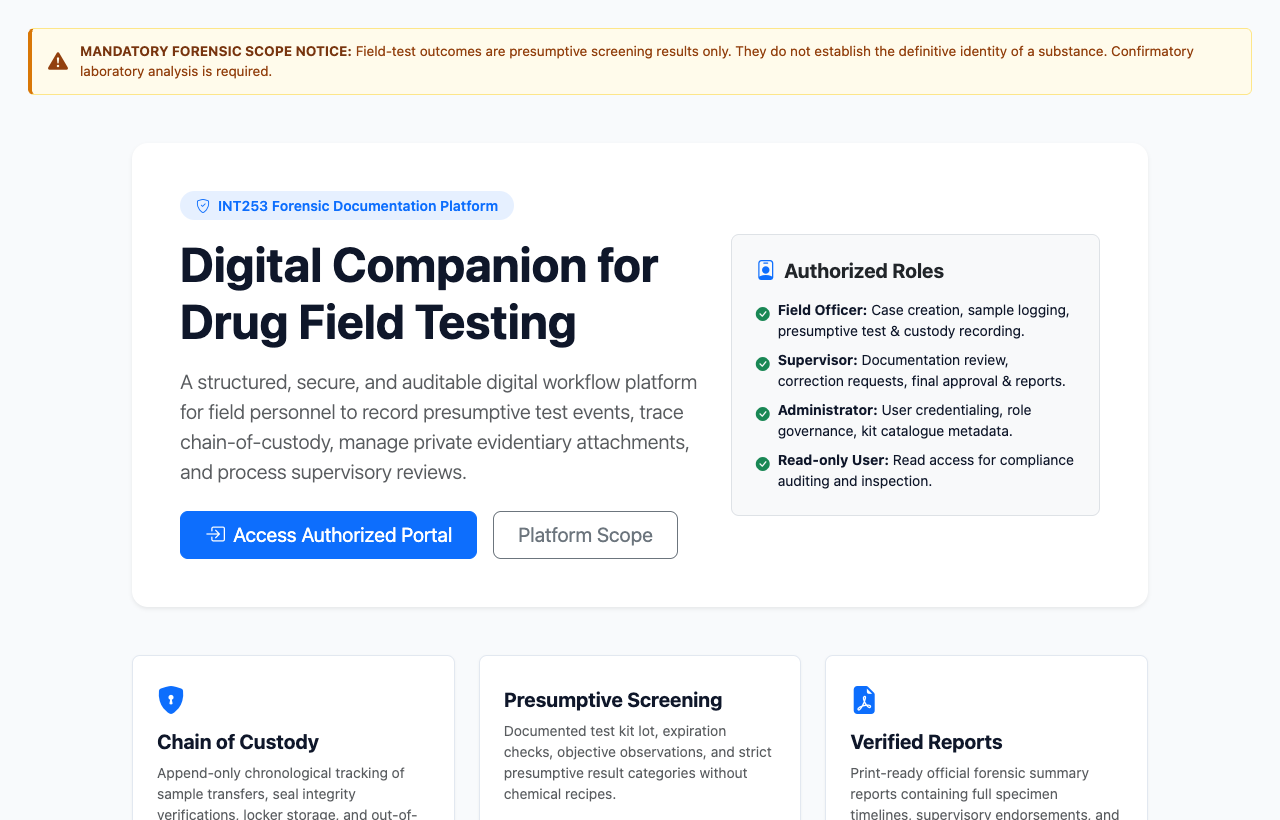 MANDATORY FORENSIC SCOPE NOTICE: Field-test outcomes are presumptive screening results only. They do not establish the definitive identity of a substance. Confirmatory
laboratory analysis is required.
INT253 Forensic Documentation Platform
Digital Companion for
Drug Field Testing
A structured, secure, and auditable digital workflow platform
for field personnel to record presumptive test events, trace
chain-of-custody, manage private evidentiary attachments,
and process supervisory reviews.
Access Authorized Portal
Platform Scope
Authorized Roles
Field Officer: Case creation, sample logging,
presumptive test & custody recording.
Supervisor: Documentation review,
correction requests, final approval & reports.
Administrator: User credentialing, role
governance, kit catalogue metadata.
Read-only User: Read access for compliance
auditing and inspection.
Chain of Custody
Append-only chronological tracking of
sample transfers, seal integrity
verifications, locker storage, and out-of-
Presumptive Screening
Documented test kit lot, expiration
checks, objective observations, and strict
presumptive result categories without
chemical recipes.
Verified Reports
Print-ready official forensic summary
reports containing full specimen
timelines, supervisory endorsements, and